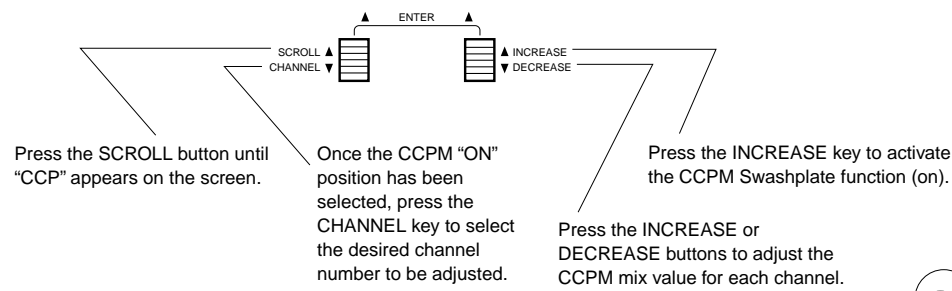 ▲ ENTER ▲
SCROLL ▲
CHANNEL ▼
▲ INCREASE
▼ DECREASE
Press the SCROLL button until
“CCP” appears on the screen.
Once the CCPM “ON”
position has been
selected, press the
CHANNEL key to select
the desired channel
number to be adjusted.
Press the INCREASE key to activate
the CCPM Swashplate function (on).
Press the INCREASE or
DECREASE buttons to adjust the
CCPM mix value for each channel.